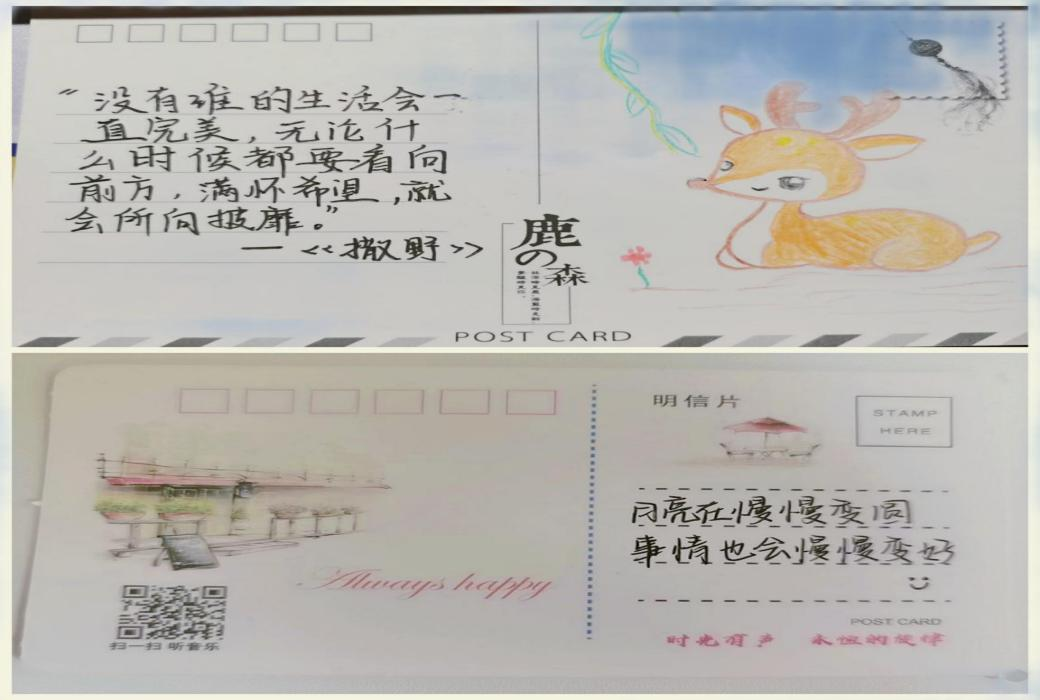 “没有谁的生活会一
直完美，无论什
么时候都要看向
前方，满怀希望，就
会所向披靡。”
—<<撒野>>
鹿の森
POST CARD
明信片
STAMP
HERE
月亮在慢慢变圆
事情也会慢慢变好
Always happy
扫一扫 听音乐
POST CARD
时光有声 永恒的旋律